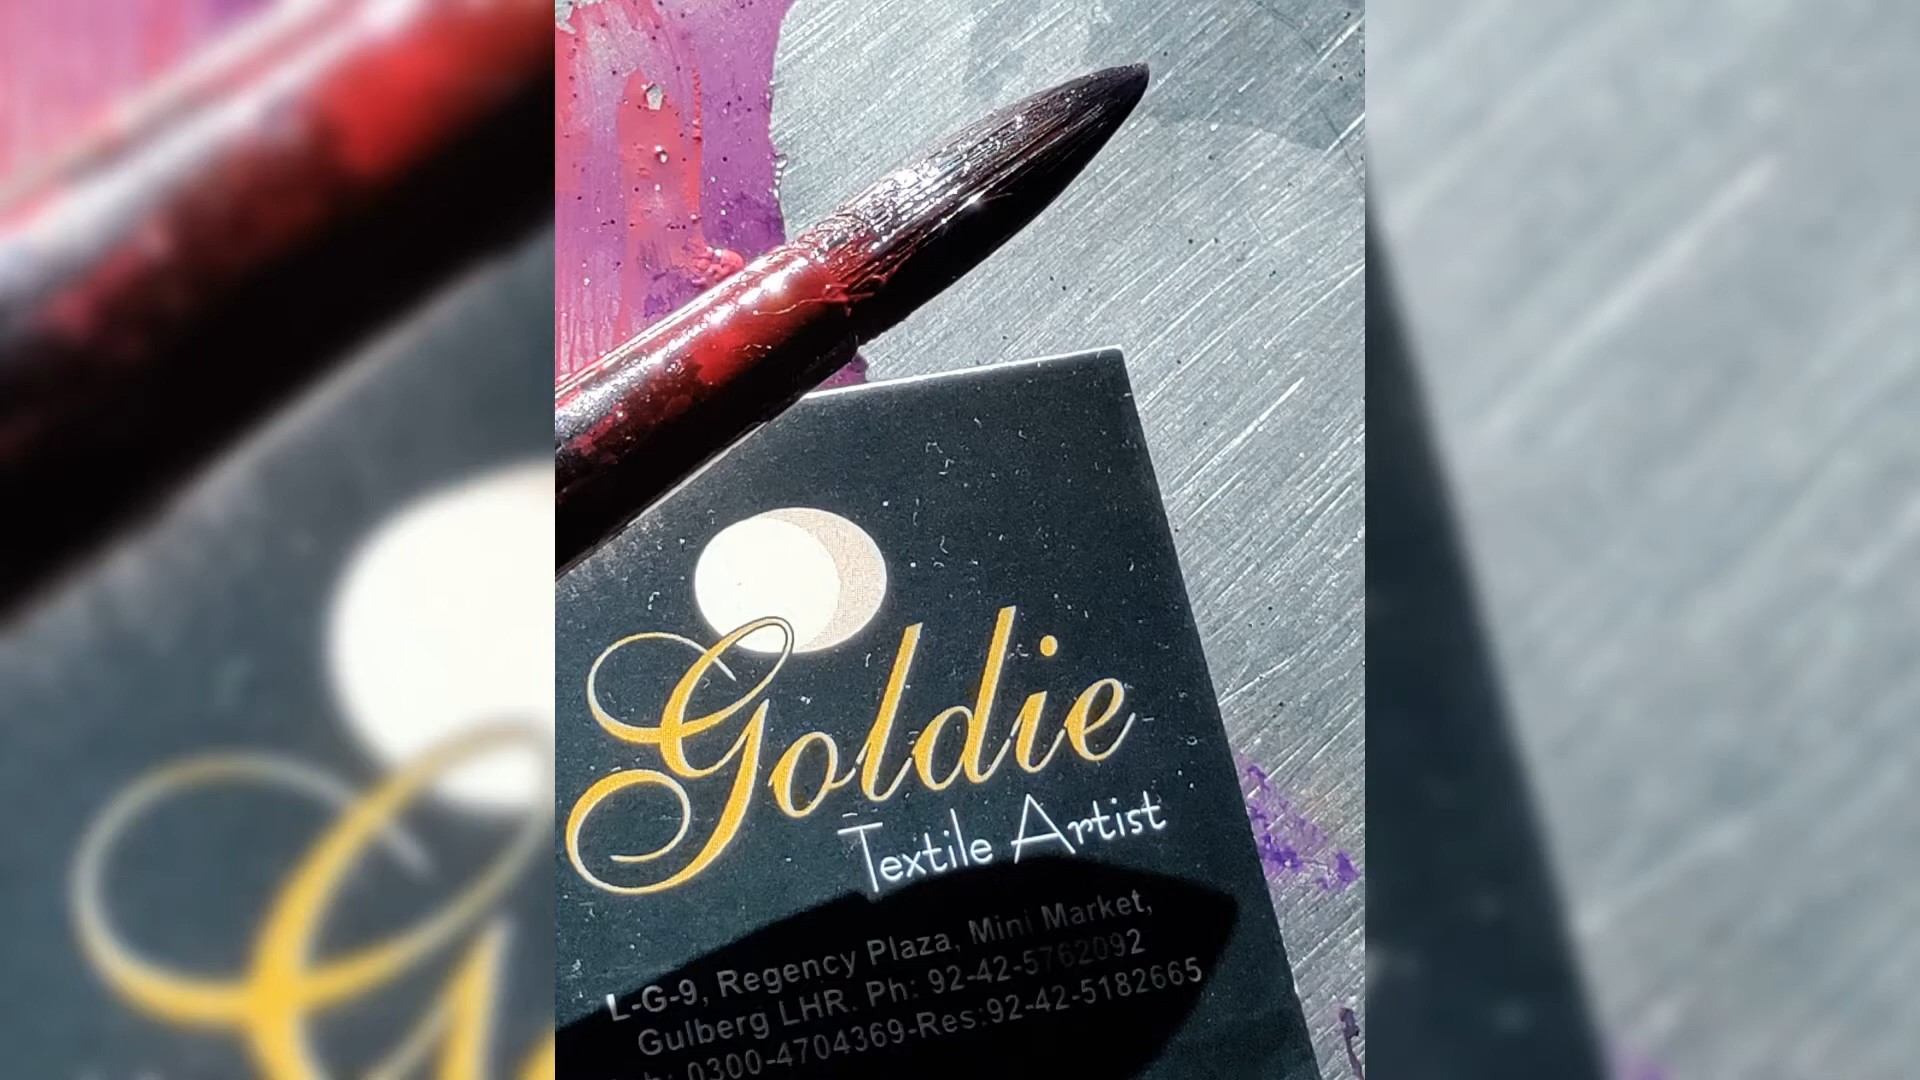 Goldie
Textile Artist
L-G-9, Regency Plaza, Mini Market,
Gulberg LHR. Ph: 92-42-5762092
0300-4704369-Res:92-42-5182665